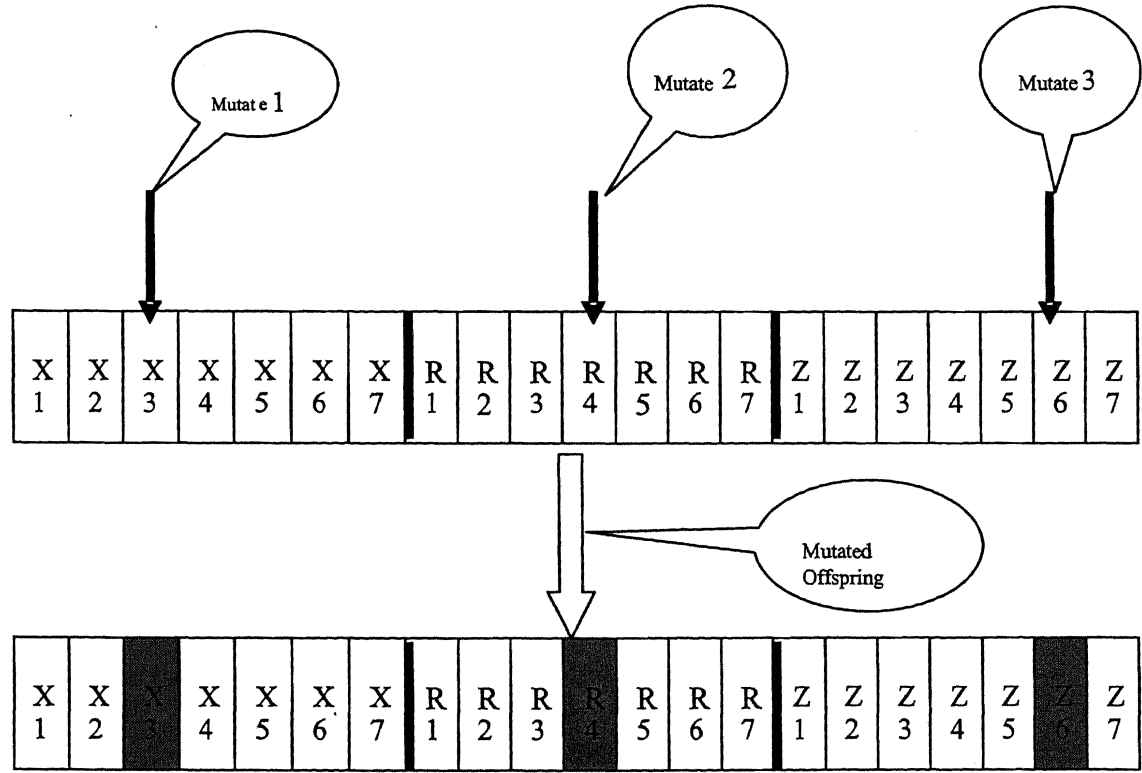 Mutat e 1
Mutate 2
Mutate 3
X X X X X X X R R R R R R R Z Z Z Z Z Z Z
1 2 3 4 5 6 7 1 2 3 4 5 6 7 1 2 3 4 5 6 7
Mutated
Offspring
X X X X X X X R R R R R R R Z Z Z Z Z Z Z
1 2 3 4 5 6 7 1 2 3 4 5 6 7 1 2 3 4 5 6 7